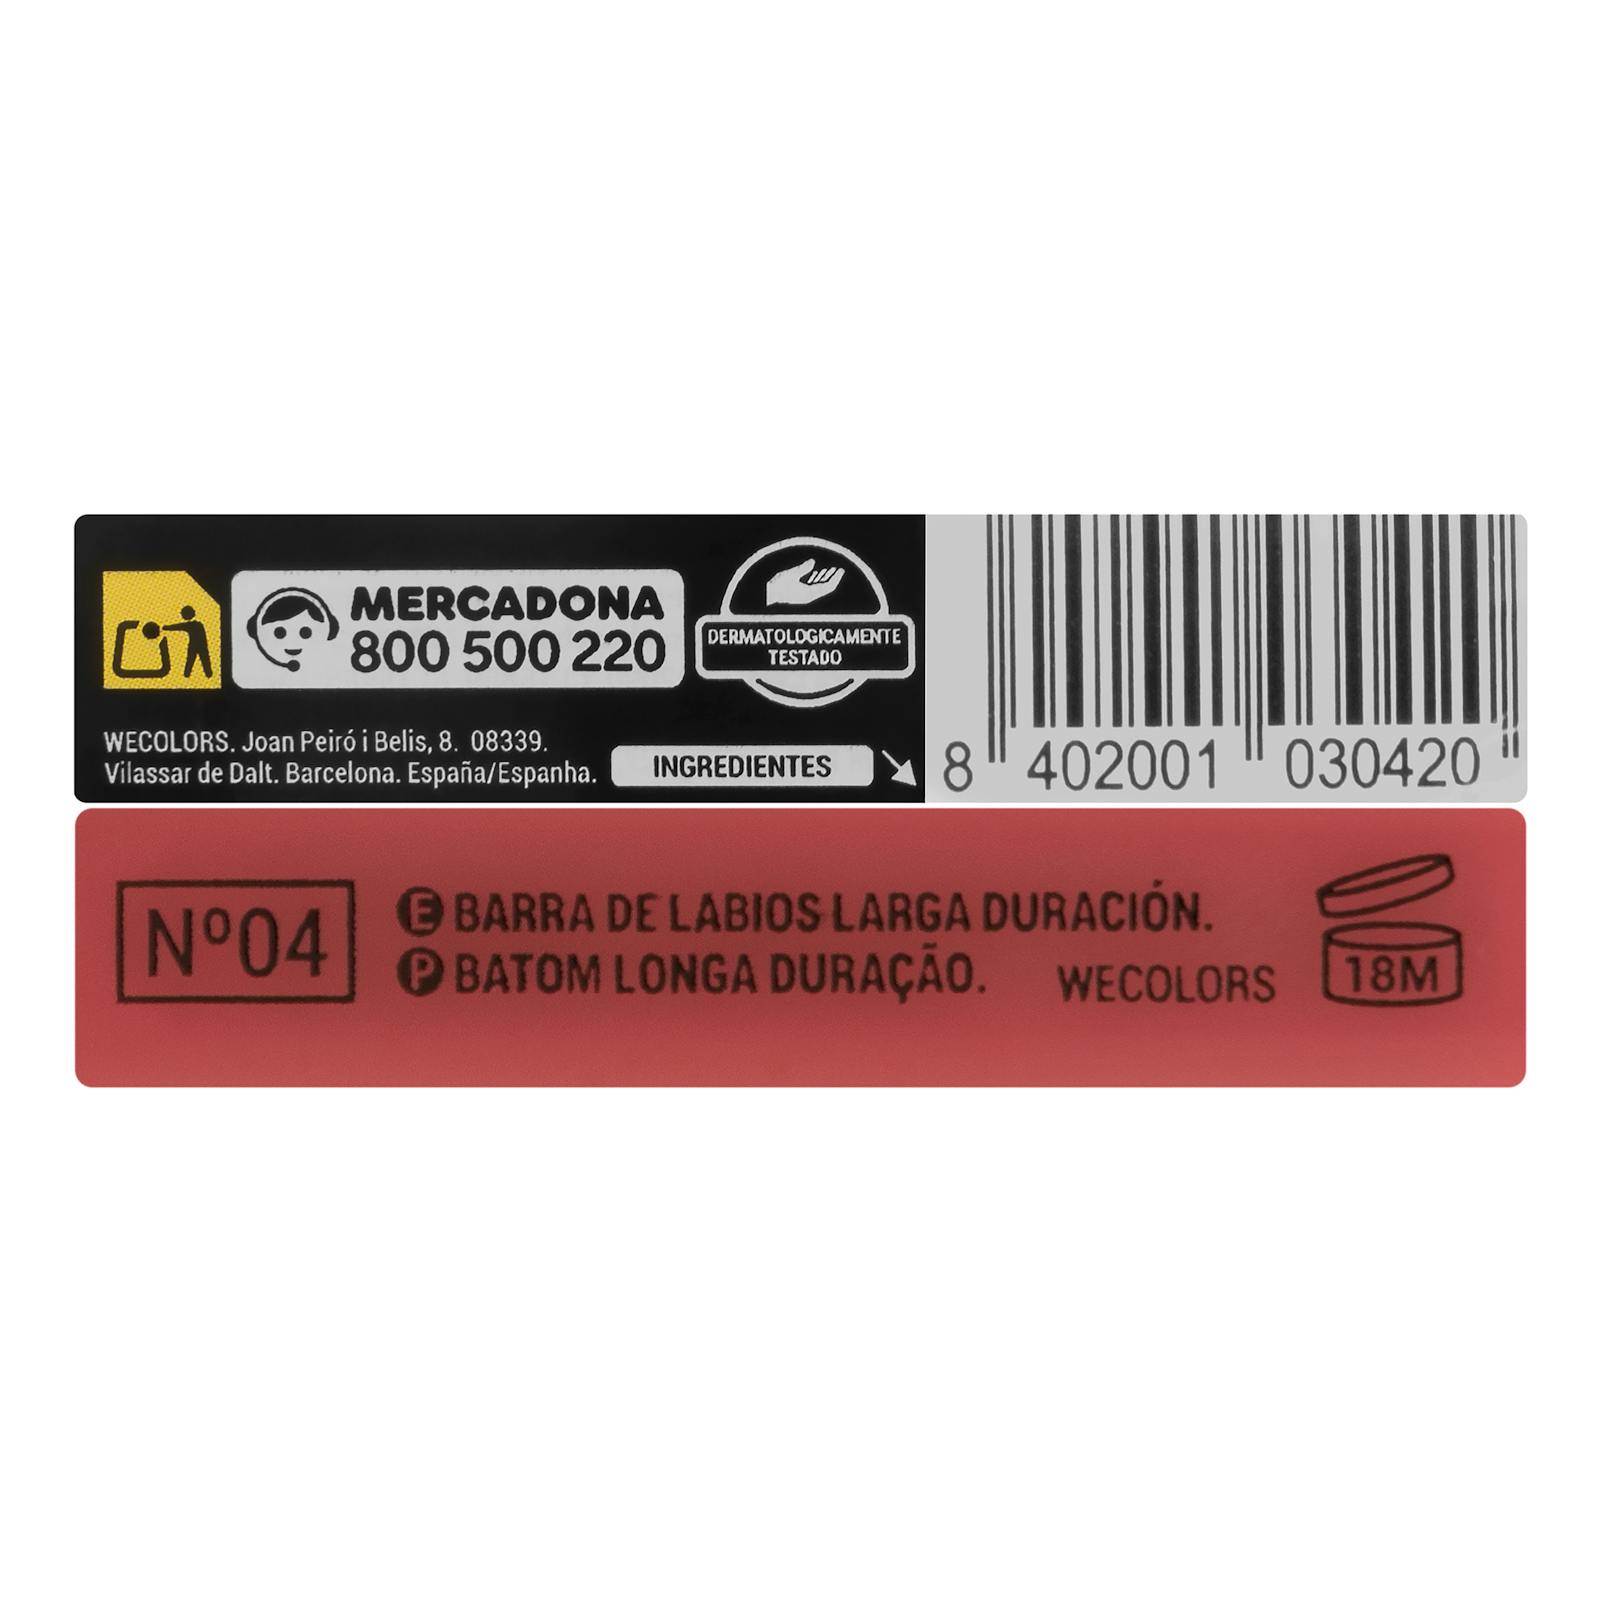 MERCADONA
800 500 220
DERMATOLOGICAMENTE
TESTADO
WECOLORS. Joan Peiró i Belis, 8. 08339.
Vilassar de Dalt. Barcelona. España/Espanha.
INGREDIENTES
8 402001 030420
Nº04
E BARRA DE LABIOS LARGA DURACIÓN.
P BATOM LONGA DURAÇÃO.
WECOLORS
18M